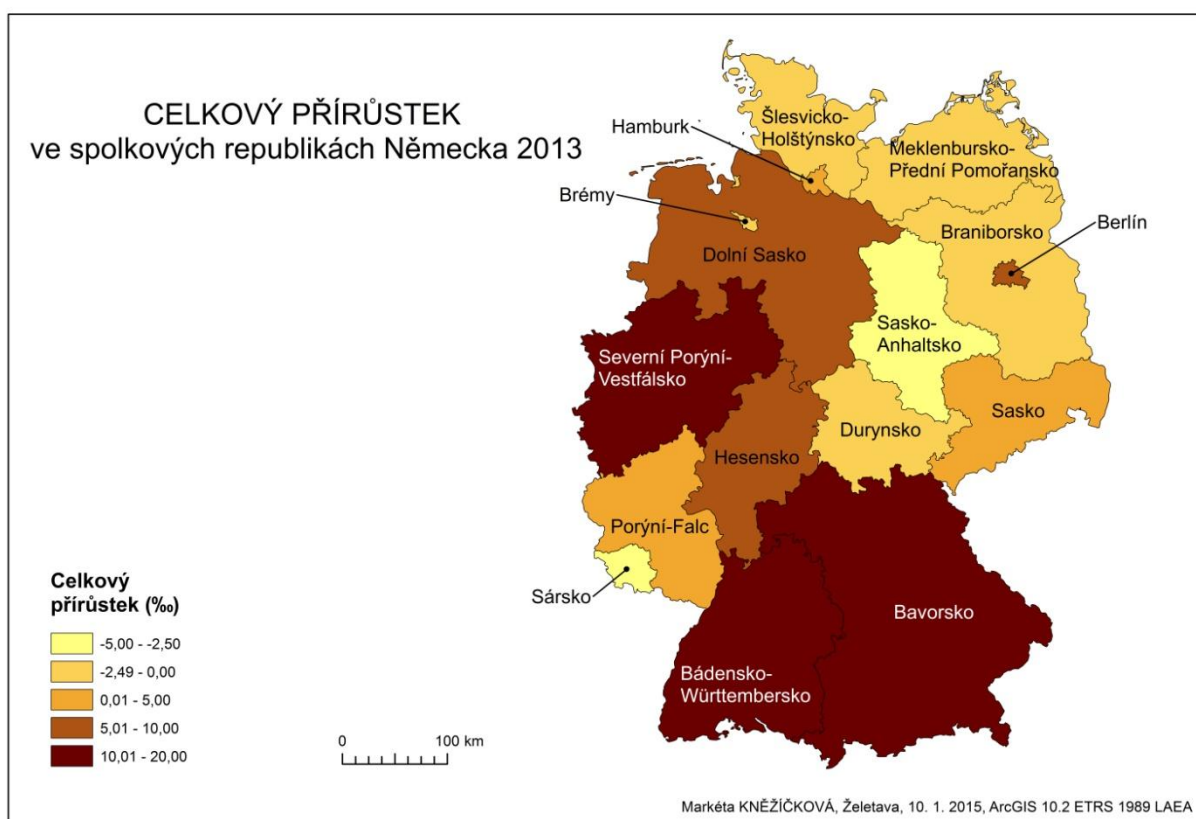 CELKOVÝ PŘÍRŮSTEK
ve spolkových republikách Německa 2013
Šlesvicko-
Holštýnsko
Hamburk
Meklenbursko-
Přední Pomořansko
Brémy
Braniborsko
Berlín
Dolní Sasko
Sasko-
Anhaltsko
Severní Porýní-
Vestfálsko
Sasko
Durynsko
Hesensko
Porýní-Falc
Sársko
Bavorsko
Bádensko-
Württembersko
Celkový
přírůstek (‰)
-5,00 - -2,50
-2,49 - 0,00
0,01 - 5,00
5,01 - 10,00
10,01 - 20,00
0 100 km
Markéta KNĚŽÍČKOVÁ, Želetava, 10. 1. 2015, ArcGIS 10.2 ETRS 1989 LAEA